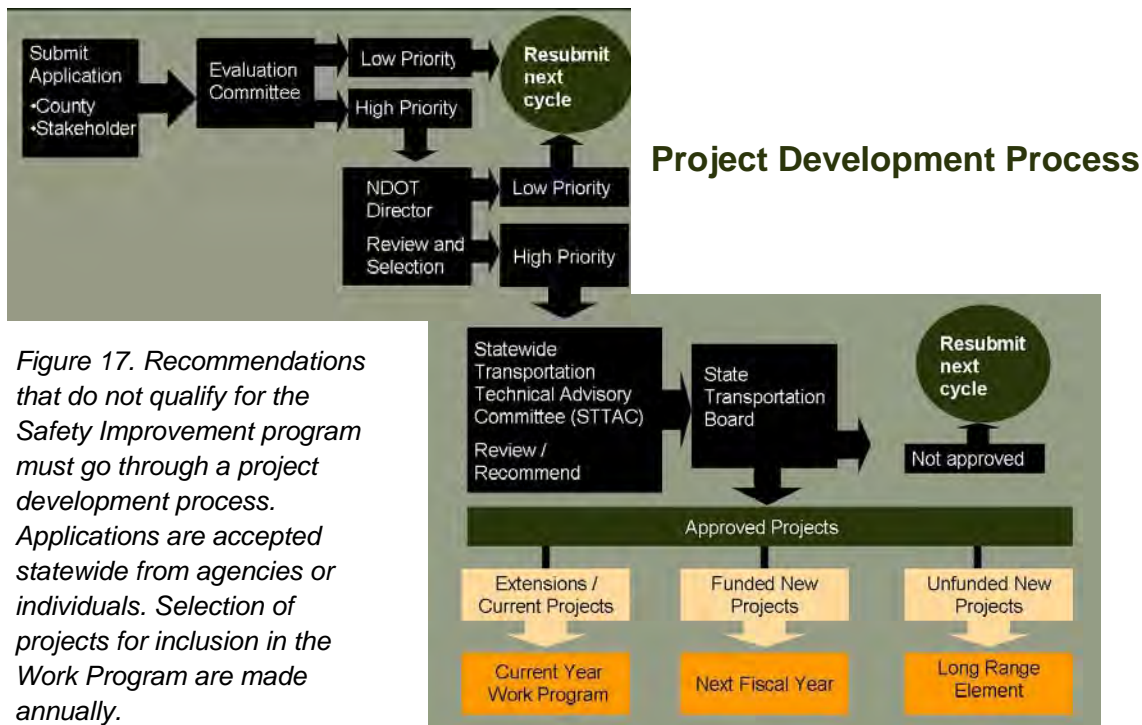 Submit
Application
•County
•Stakeholder
Evaluation
Committee
Low Priority
High Priority
Resubmit
next
cycle
NDOT
Director
Review and
Selection
Low Priority
High Priority
Project Development Process
Figure 17. Recommendations
that do not qualify for the
Safety Improvement program
must go through a project
development process.
Applications are accepted
statewide from agencies or
individuals. Selection of
projects for inclusion in the
Work Program are made
annually.
Statewide
Transportation
Technical Advisory
Committee (STTAC)
Review /
Recommend
State
Transportation
Board
Resubmit
next
cycle
Not approved
Approved Projects
Extensions /
Current Projects
Funded New
Projects
Unfunded New
Projects
Current Year
Work Program
Next Fiscal Year
Long Range
Element